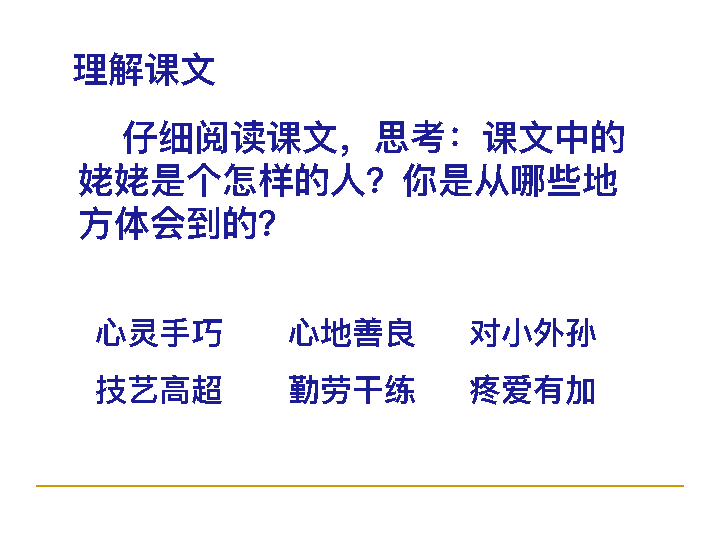 理解课文
仔细阅读课文，思考：课文中的
姥姥是个怎样的人？你是从哪些地
方体会到的？
心灵手巧 心地善良 对小外孙
技艺高超 勤劳干练 疼爱有加